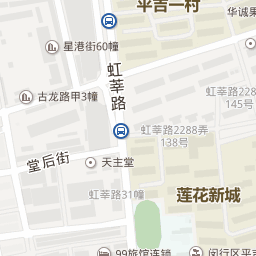 平吉一村
华诚果
星港街60幢
虹莘路
虹莘路2288
145号
古龙路甲3幢
虹莘路2288弄
138号
堂后街
天主堂
虹莘路31幢
莲花新城
99旅馆连锁
闵行区平